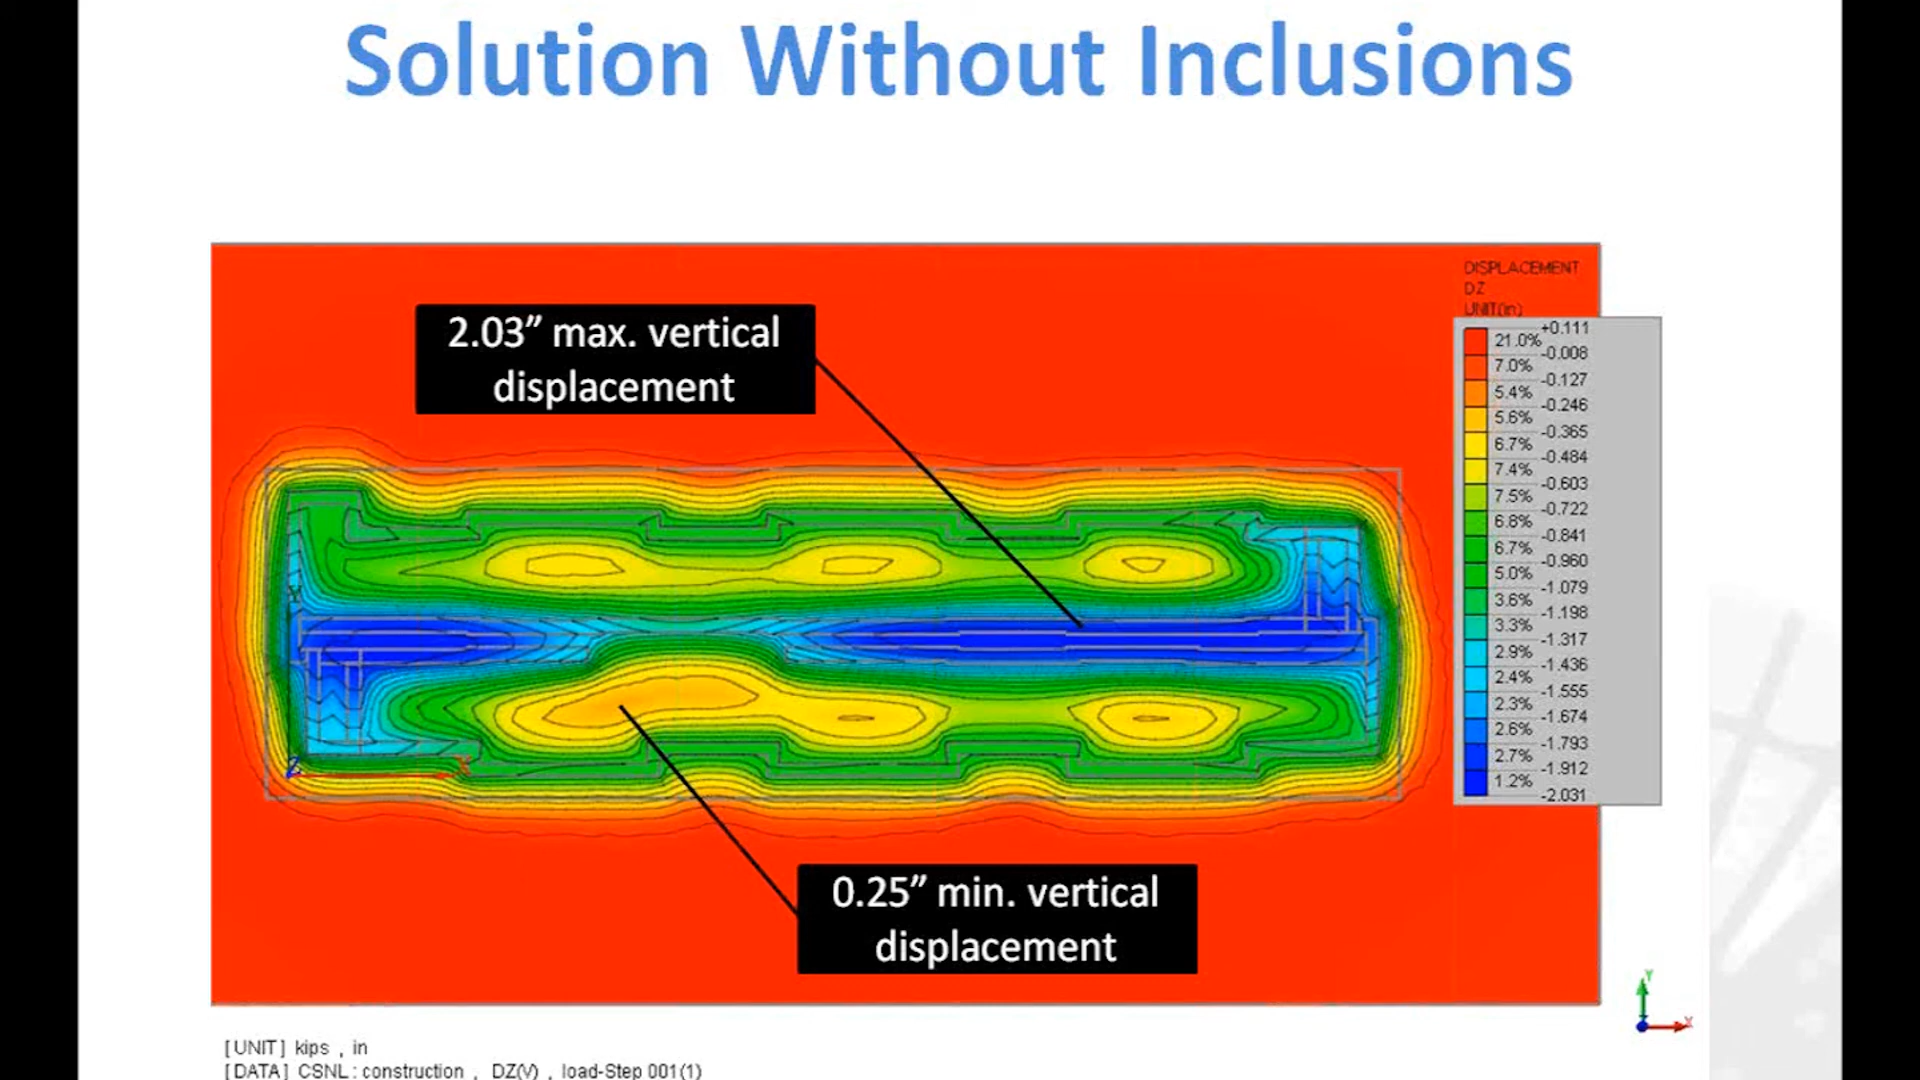 Solution Without Inclusions
DISPLACEMENT
DZ
UNIT(in)
2.03” max. vertical
displacement
+0.111
21.0%
-0.008
7.0%
-0.127
5.4%
-0.246
5.6%
-0.365
6.7%
-0.484
7.4%
-0.603
7.5%
-0.722
6.8%
-0.841
6.7%
-0.960
5.0%
-1.079
3.6%
-1.198
3.3%
-1.317
2.9%
-1.436
2.4%
-1.555
2.3%
-1.674
2.6%
-1.793
2.7%
-1.912
1.2%
-2.031
Y
Z
X
0.25” min. vertical
displacement
Y
X
[UNIT] kips , in
[DATA] CSNL: construction , DZ(V) , load-Step 001(1)